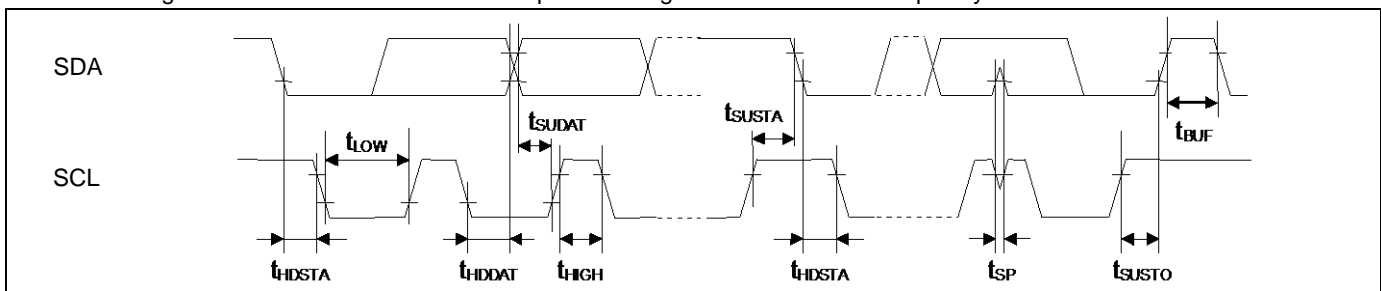 SDA
tSUDAT
tSUSTA
tBUF
tLOW
SCL
tHDSTA
tHDDAT
tHIGH
tHDSTA
tSP
tSUSTO